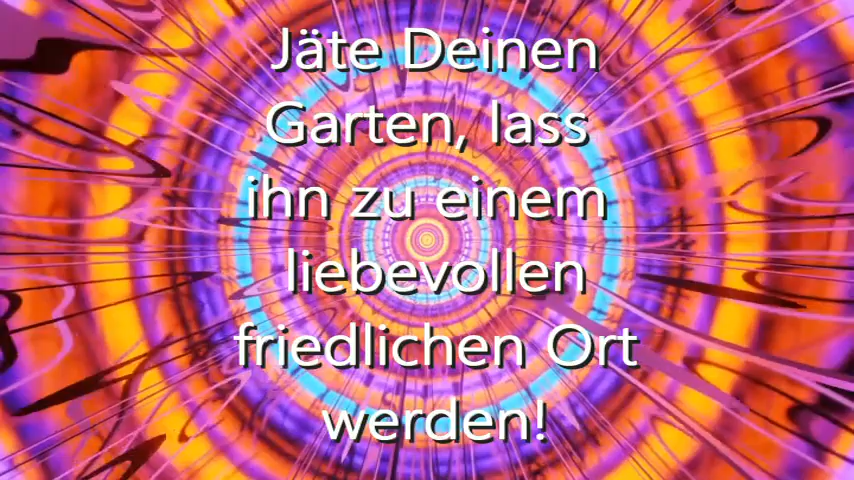 Jäte Deinen
Garten, lass
ihn zu einem
liebevollen
friedlichen Ort
werden!